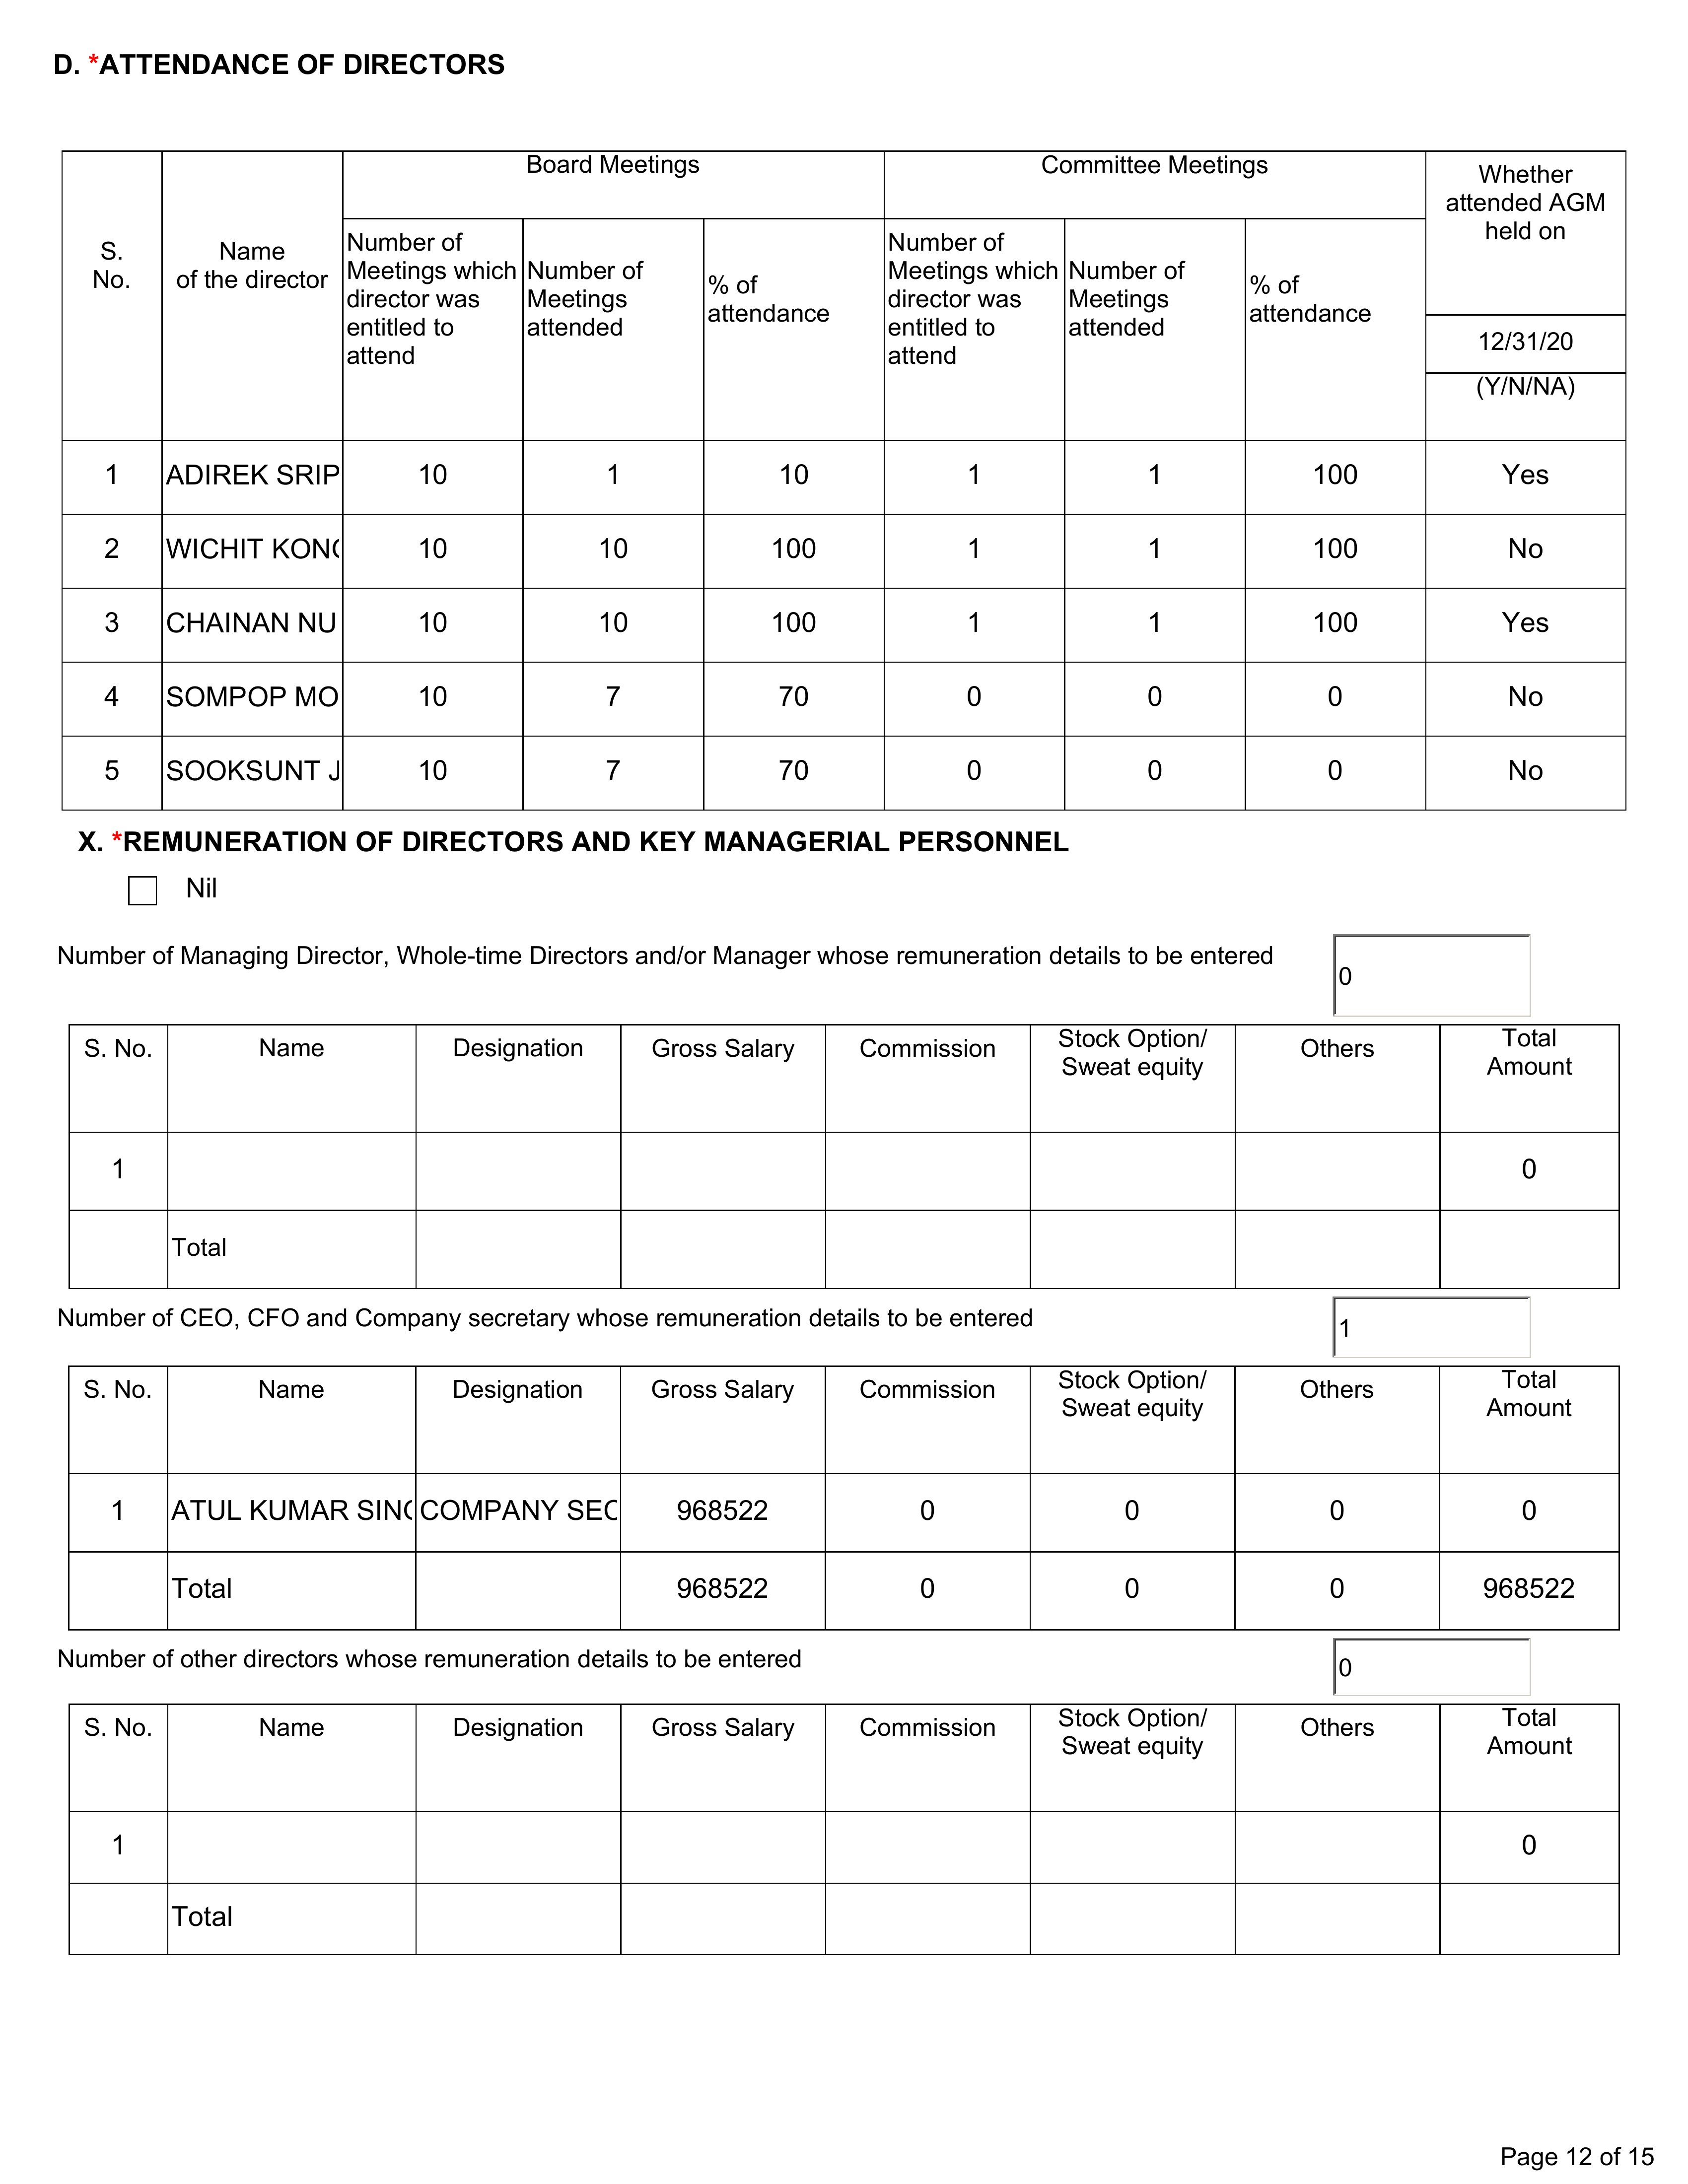 D. *ATTENDANCE OF DIRECTORS
S. No. Name of the director Board Meetings Committee Meetings Whether attended AGM held on
Number of Meetings which director was entitled to attend Number of Meetings attended % of attendance Number of Meetings which director was entitled to attend Number of Meetings attended % of attendance
12/31/20
(Y/N/NA)
1 ADIREK SRIP 10 1 10 1 1 100 Yes
2 WICHIT KONG 10 10 100 1 1 100 No
3 CHAINAN NU 10 10 100 1 1 100 Yes
4 SOMPOP MO 10 7 70 0 0 0 No
5 SOOKSUNT J 10 7 70 0 0 0 No
X. *REMUNERATION OF DIRECTORS AND KEY MANAGERIAL PERSONNEL
Nil
Number of Managing Director, Whole-time Directors and/or Manager whose remuneration details to be entered 0
S. No. Name Designation Gross Salary Commission Stock Option/ Sweat equity Others Total Amount
1 0
Total
Number of CEO, CFO and Company secretary whose remuneration details to be entered 1
S. No. Name Designation Gross Salary Commission Stock Option/ Sweat equity Others Total Amount
1 ATUL KUMAR SING COMPANY SEC 968522 0 0 0 0
Total 968522 0 0 0 968522
Number of other directors whose remuneration details to be entered 0
S. No. Name Designation Gross Salary Commission Stock Option/ Sweat equity Others Total Amount
1 0
Total
Page 12 of 15